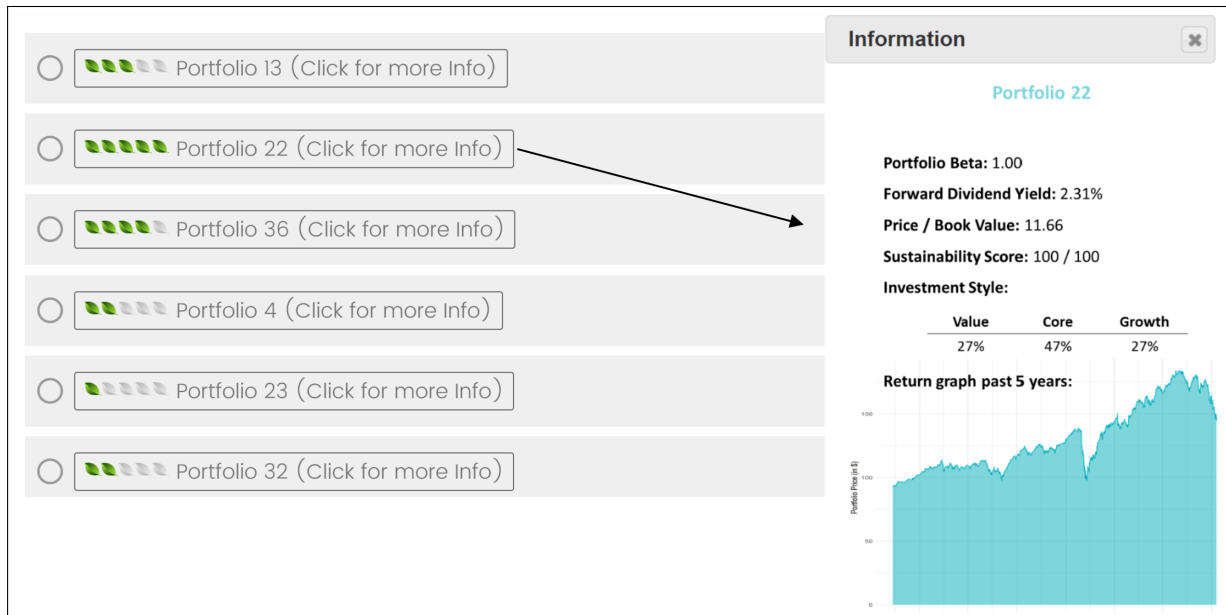 Portfolio 13 (Click for more Info)
Portfolio 22 (Click for more Info)
Portfolio 36 (Click for more Info)
Portfolio 4 (Click for more Info)
Portfolio 23 (Click for more Info)
Portfolio 32 (Click for more Info)
Information
Portfolio 22
Portfolio Beta: 1.00
Forward Dividend Yield: 2.31%
Price / Book Value: 11.66
Sustainability Score: 100 / 100
Investment Style:
Value Core Growth
27% 47% 27%
Return graph past 5 years:
Portfolio Price (in $)
150
100
50
0